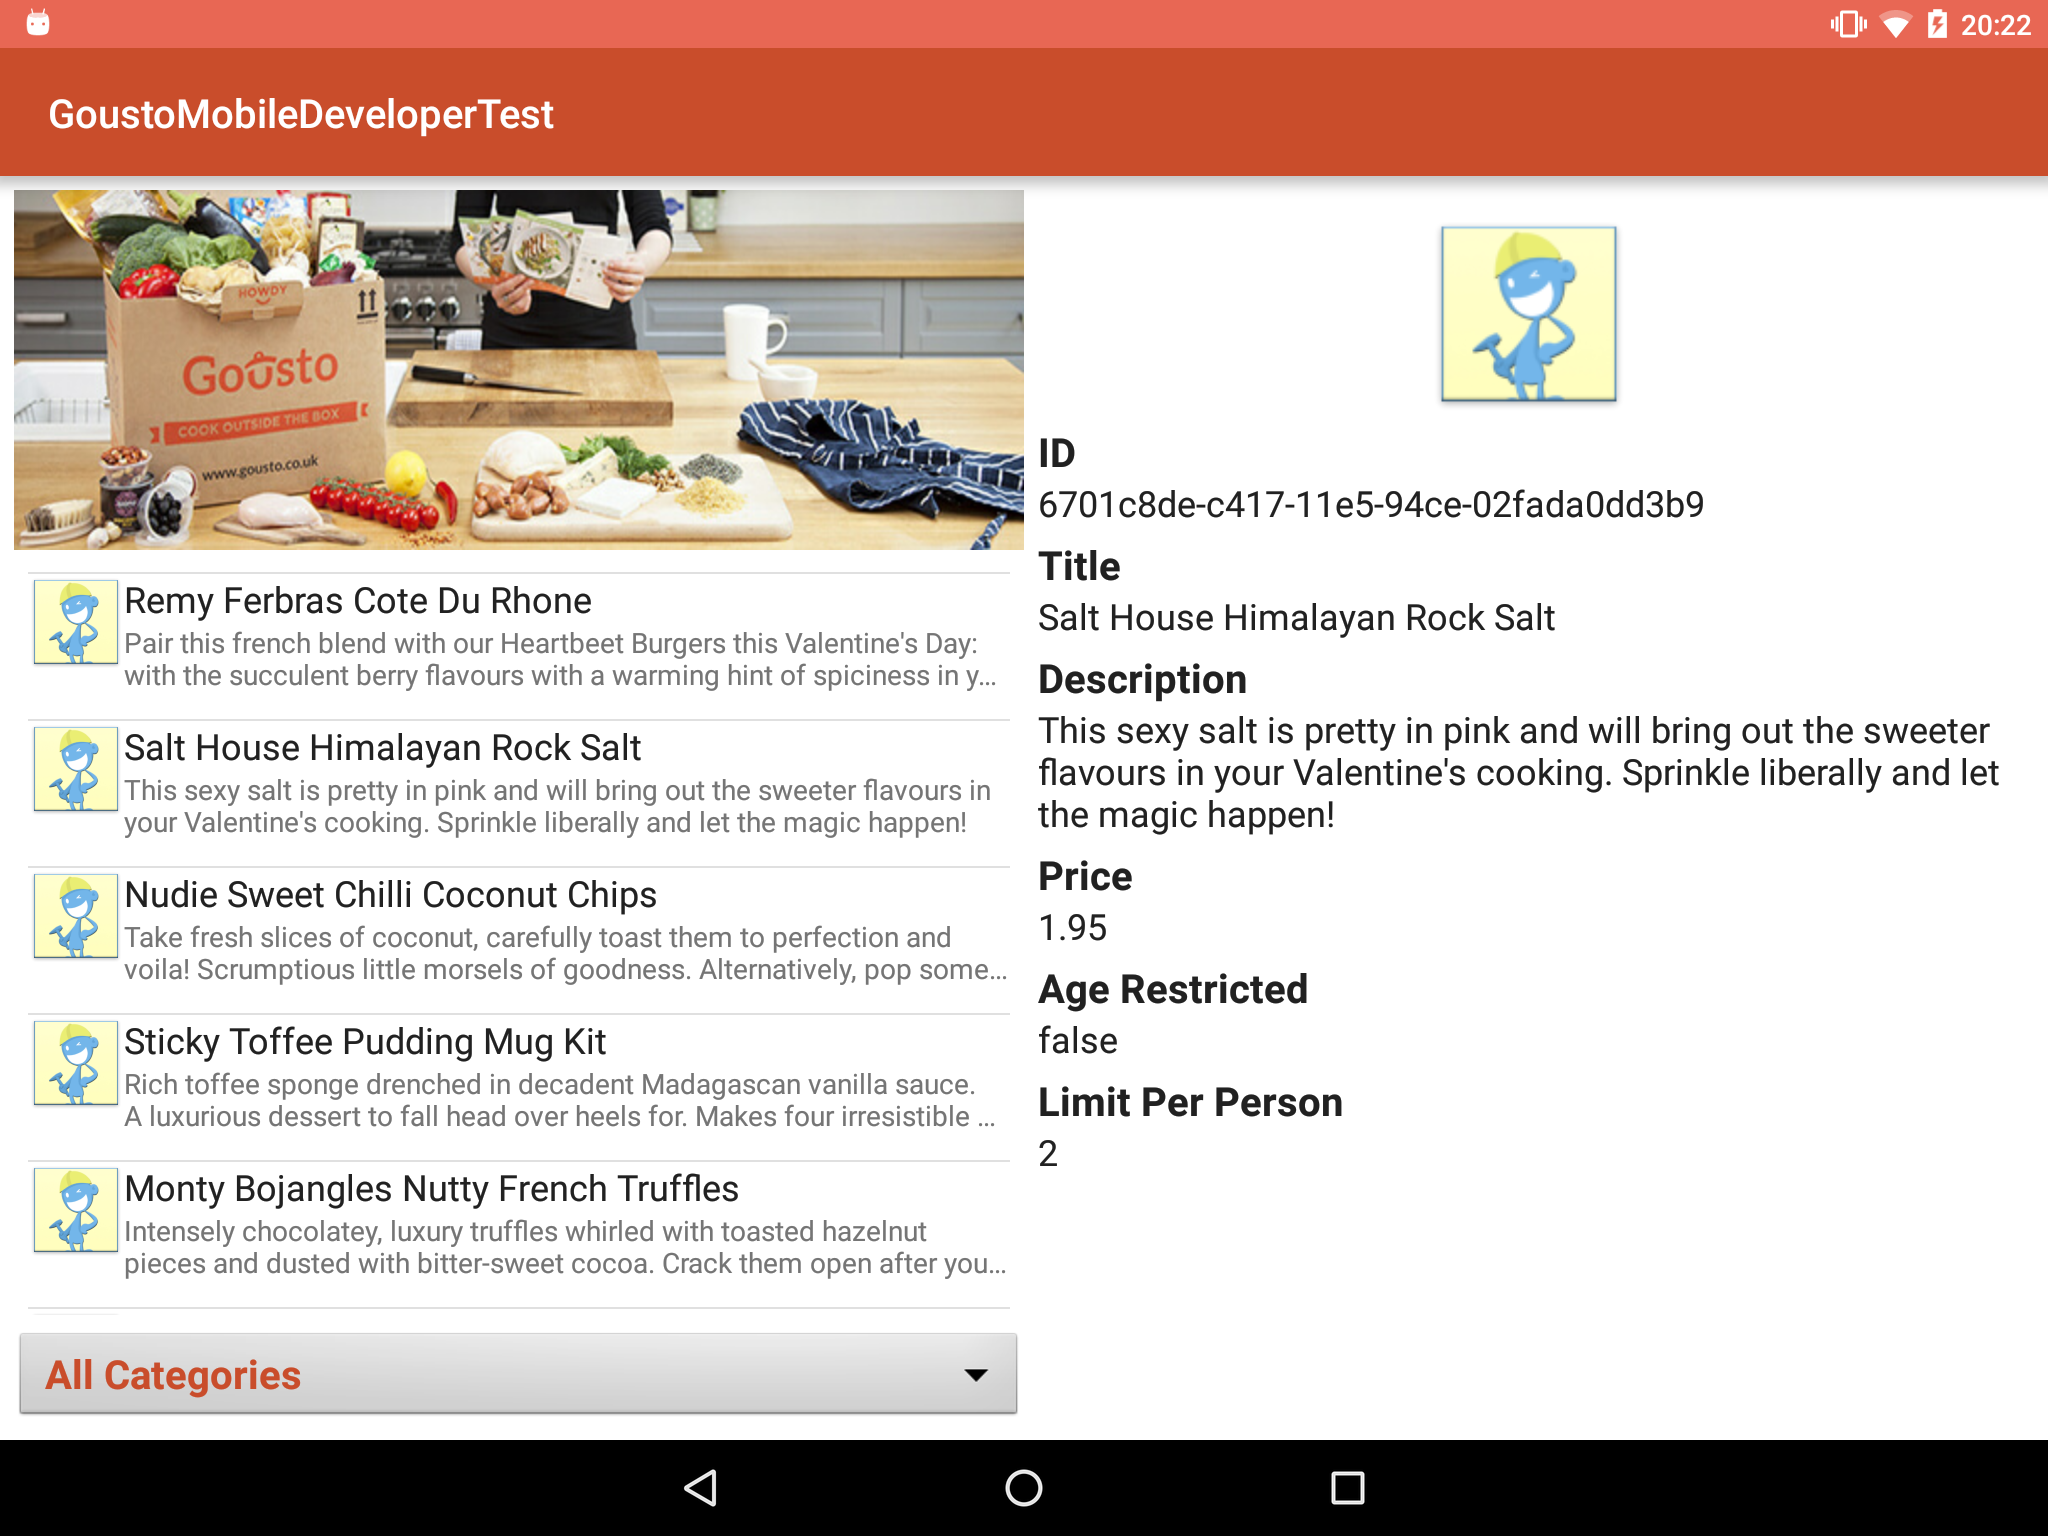 20:22
GoustoMobileDeveloperTest
HOWDY
Gousto
COOK OUTSIDE THE BOX
www.gousto.co.uk
Remy Ferbras Cote Du Rhone
Pair this french blend with our Heartbeet Burgers this Valentine's Day:
with the succulent berry flavours with a warming hint of spiciness in y...
Salt House Himalayan Rock Salt
This sexy salt is pretty in pink and will bring out the sweeter flavours in
your Valentine's cooking. Sprinkle liberally and let the magic happen!
Nudie Sweet Chilli Coconut Chips
Take fresh slices of coconut, carefully toast them to perfection and
voila! Scrumptious little morsels of goodness. Alternatively, pop some...
Sticky Toffee Pudding Mug Kit
Rich toffee sponge drenched in decadent Madagascan vanilla sauce.
A luxurious dessert to fall head over heels for. Makes four irresistible ...
Monty Bojangles Nutty French Truffles
Intensely chocolatey, luxury truffles whirled with toasted hazelnut
pieces and dusted with bitter-sweet cocoa. Crack them open after you...
All Categories
ID
6701c8de-c417-11e5-94ce-02fada0dd3b9
Title
Salt House Himalayan Rock Salt
Description
This sexy salt is pretty in pink and will bring out the sweeter
flavours in your Valentine's cooking. Sprinkle liberally and let
the magic happen!
Price
1.95
Age Restricted
false
Limit Per Person
2